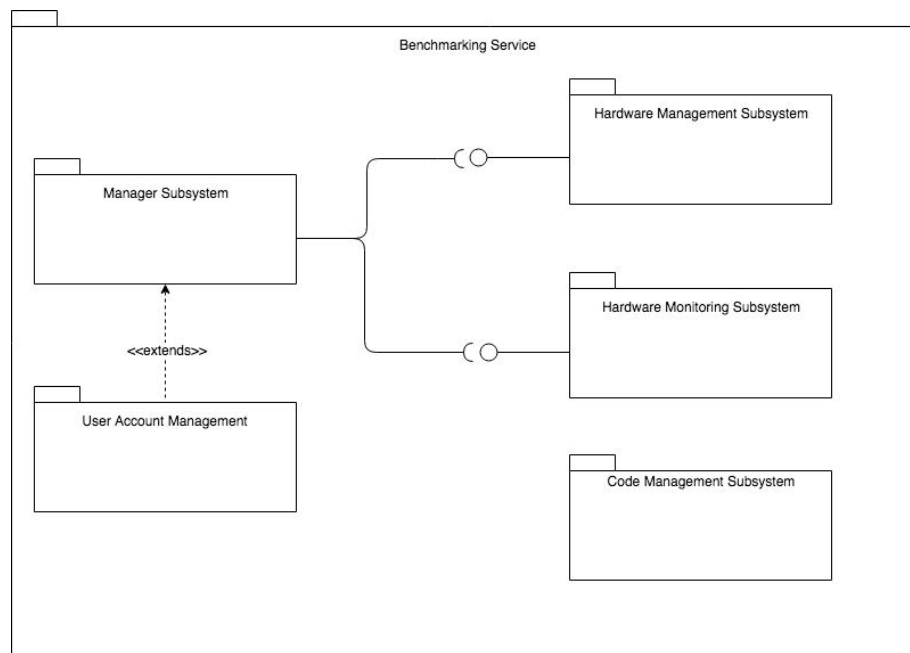 Benchmarking Service
Hardware Management Subsystem
Manager Subsystem
Hardware Monitoring Subsystem
<<extends>>
User Account Management
Code Management Subsystem